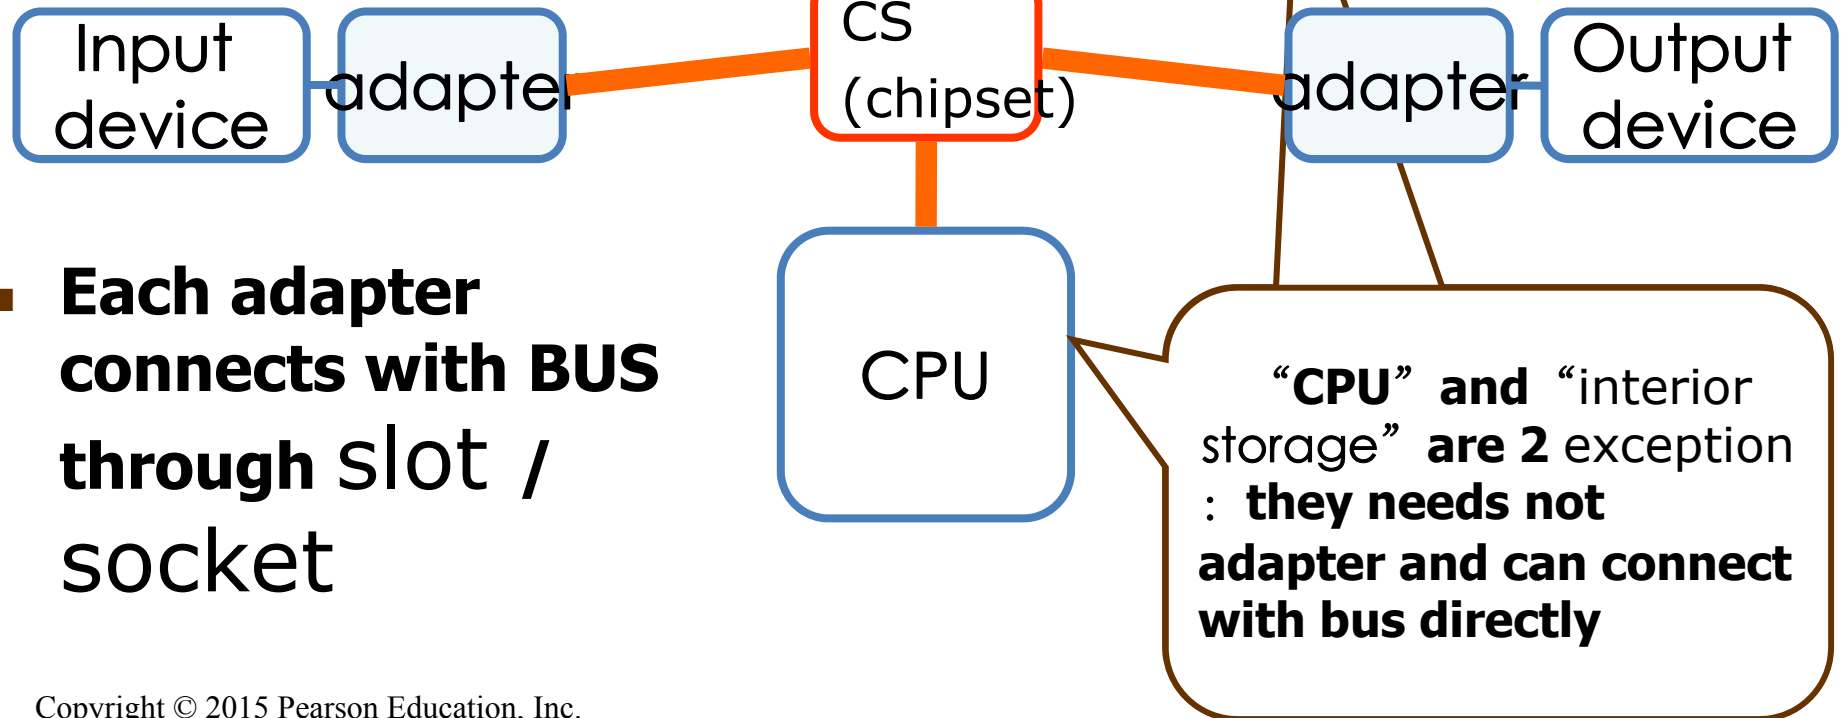 Input
device
adapter
CS
(chipset)
adapter
Output
device
Each adapter
connects with BUS
through slot /
socket
CPU
“CPU” and “interior
storage” are 2 exception
： they needs not
adapter and can connect
with bus directly
Copyright © 2015 Pearson Education, Inc.